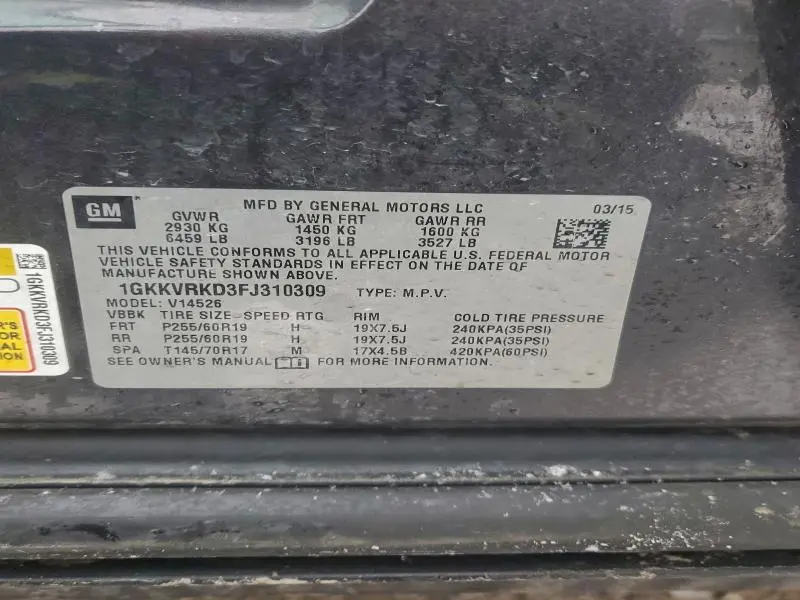 GM
MFD BY GENERAL MOTORS LLC 03/15
GVWR GAWR FRT GAWR RR
2930 KG 1450 KG 1600 KG
6459 LB 3196 LB 3527 LB
THIS VEHICLE CONFORMS TO ALL APPLICABLE U.S. FEDERAL MOTOR
VEHICLE SAFETY STANDARDS IN EFFECT ON THE DATE OF
MANUFACTURE SHOWN ABOVE.
1GKKVRKD3FJ310309 TYPE: M.P.V.
MODEL: V14526
VBBK TIRE SIZE-SPEED RTG RIM COLD TIRE PRESSURE
FRT P255/60R19 H 19X7.5J 240KPA(35PSI)
RR P255/60R19 H 19X7.5J 240KPA(35PSI)
SPA T145/70R17 M 17X4.5B 420KPA(60PSI)
SEE OWNER'S MANUAL FOR MORE INFORMATION.
1GKKVRKD3FJ310309